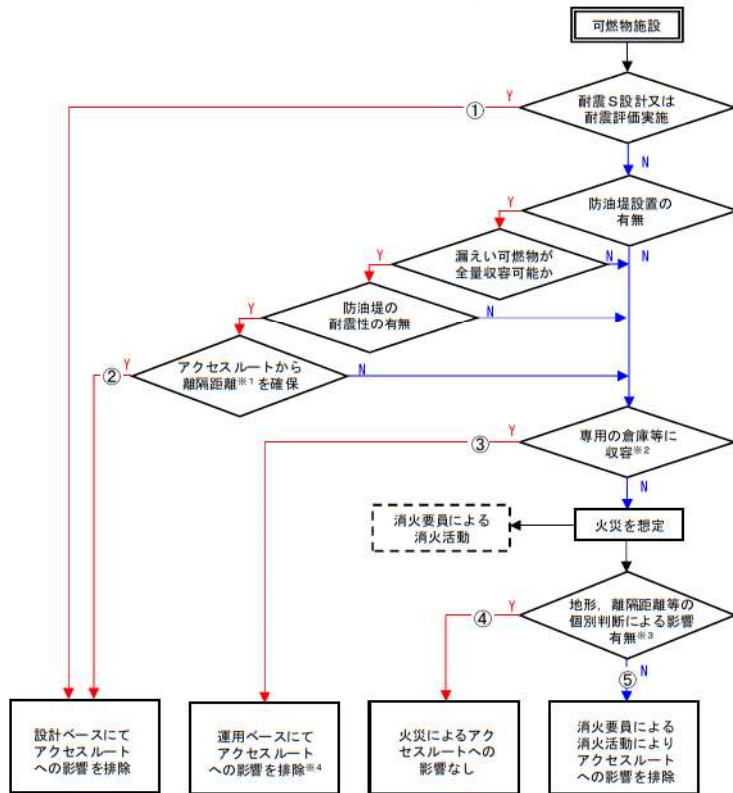 可燃物施設
Y
①
耐震S設計又は
耐震評価実施
N
防油堤設置の
有無
Y
N
漏えい可燃物が
全量収容可能か
Y
N
防油堤の
耐震性の有無
Y
N
アクセスルートから
離隔距離※1を確保
Y
②
N
専用の倉庫等に
収容※2
Y
③
N
消火要員による
消火活動
火災を想定
地形,離隔距離等の
個別判断による影響
有無※3
Y
④
⑤
N
設計ベースにて
アクセスルート
への影響を排除
運用ベースにて
アクセスルート
への影響を排除※4
火災によるアク
セスルートへの
影響なし
消火要員による
消火活動により
アクセスルート
への影響を排除